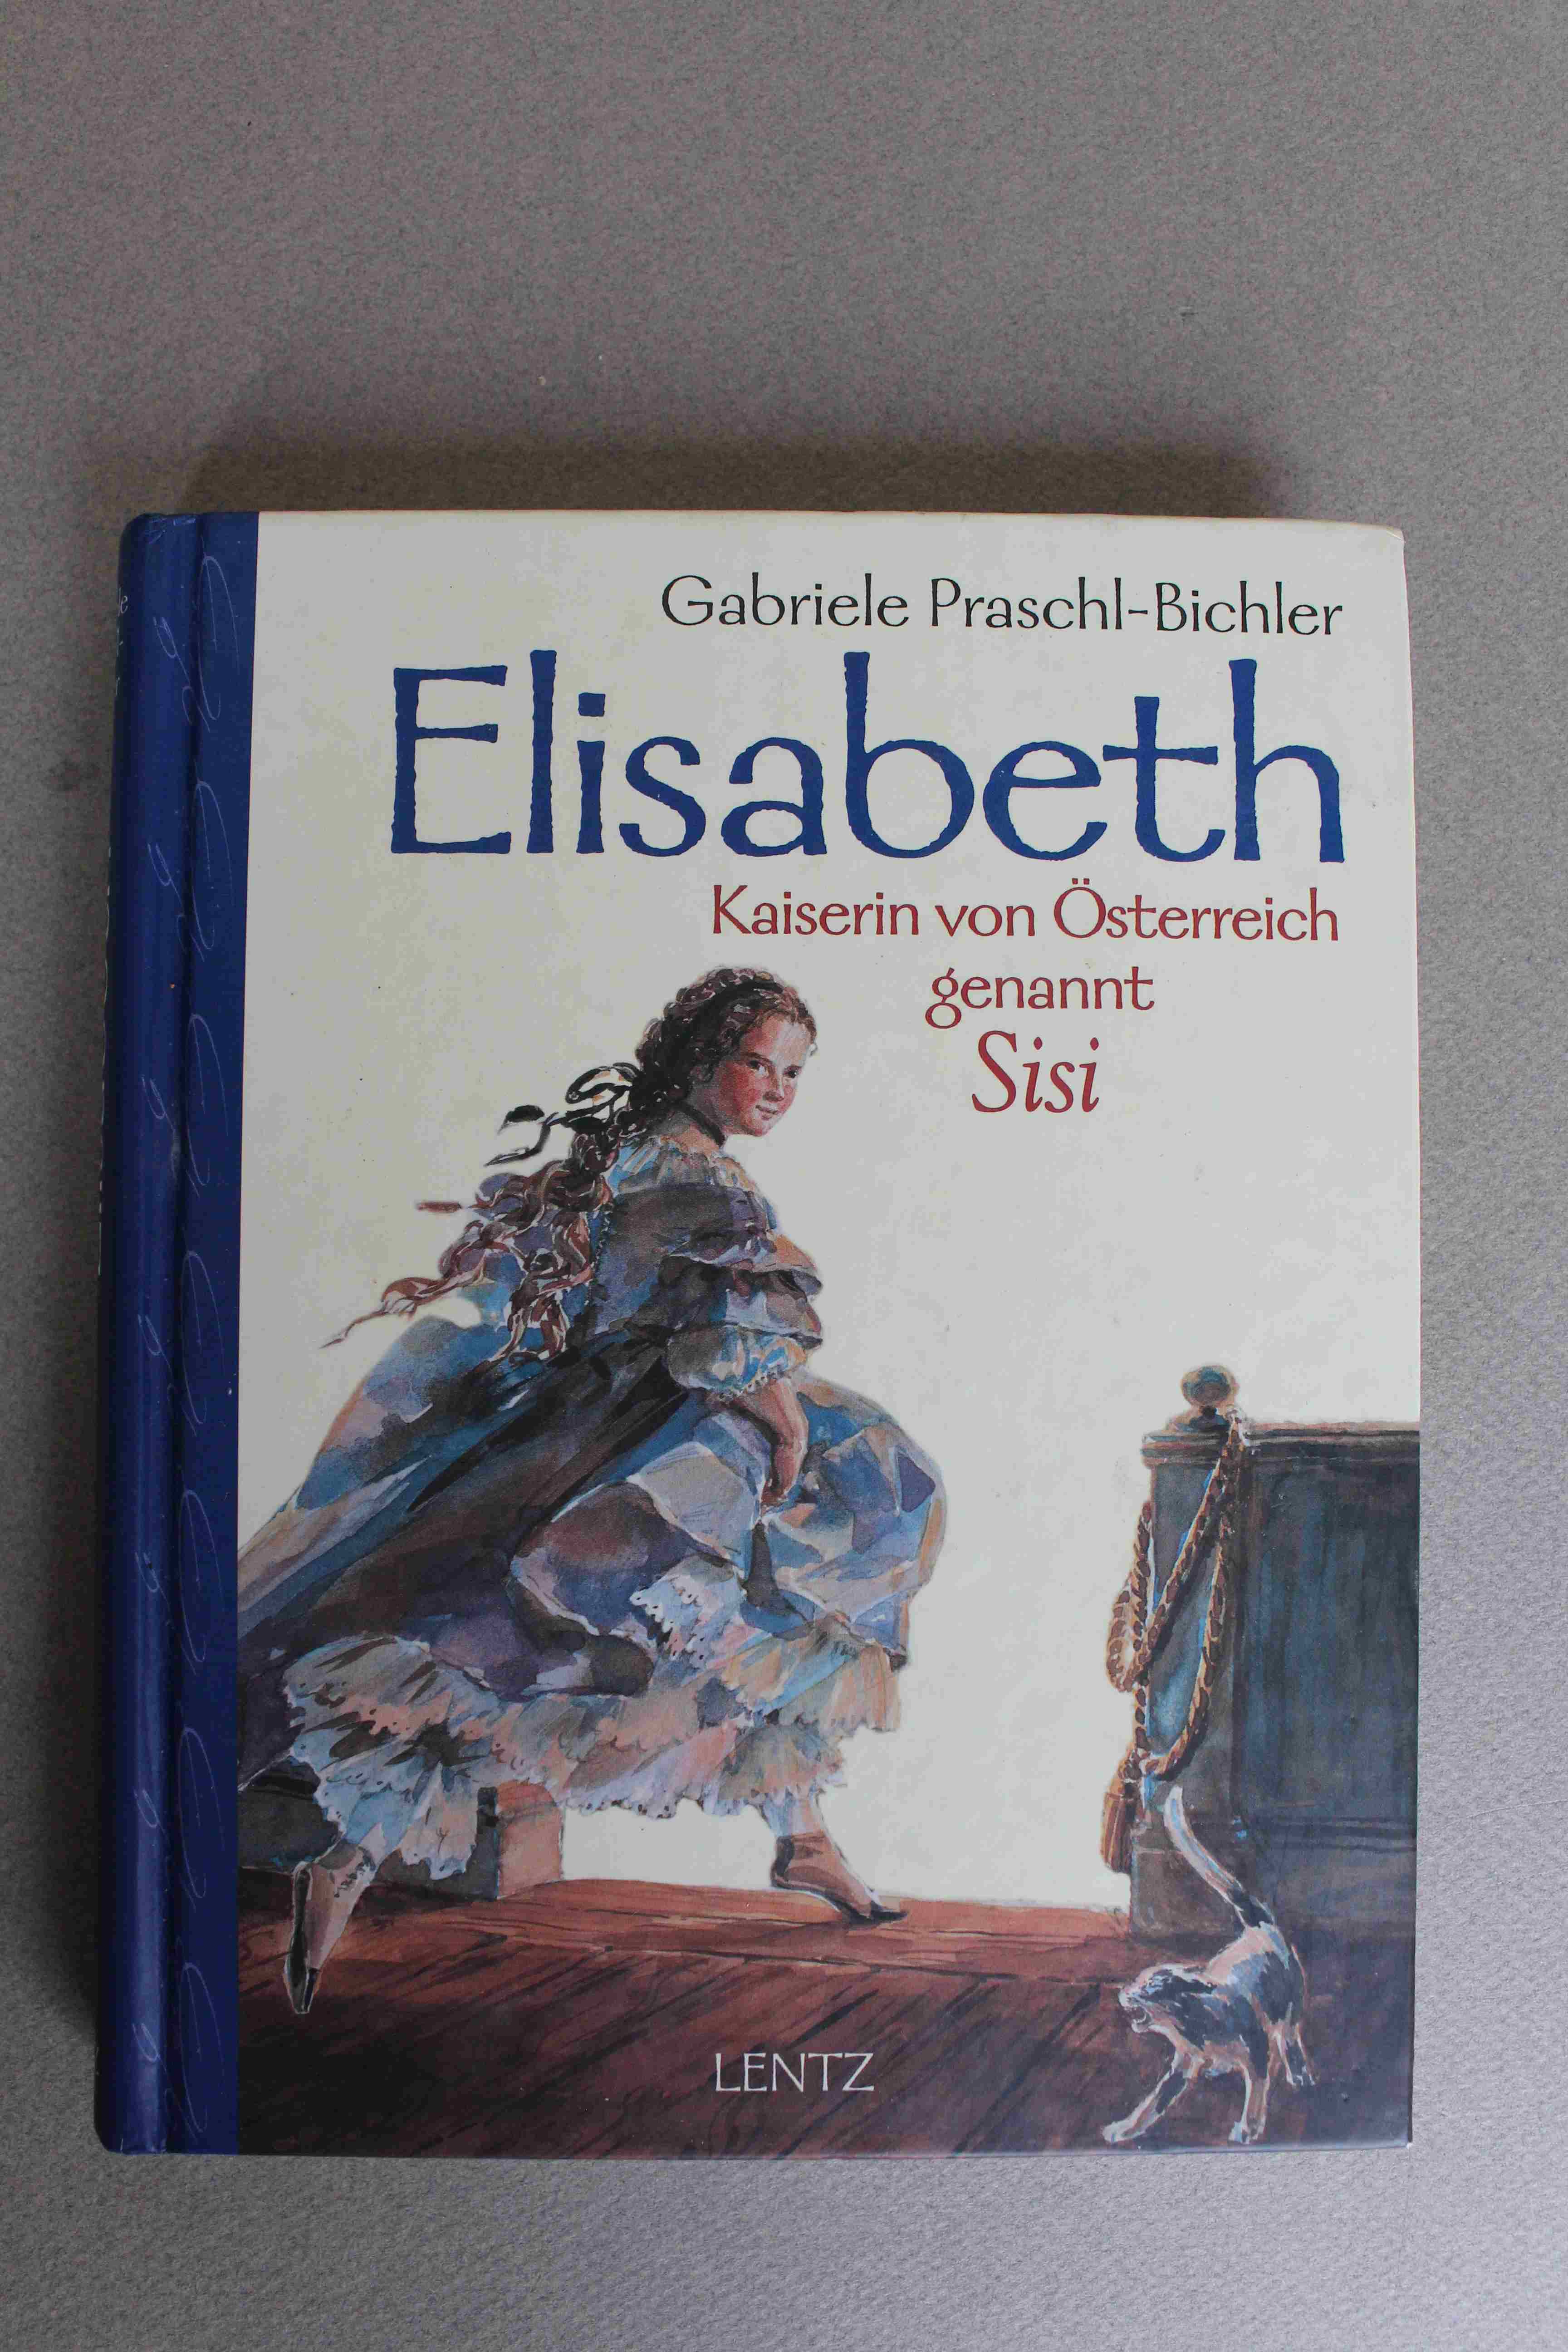 Gabriele Praschl-Bichler
Elisabeth
Kaiserin von Österreich
genannt
Sisi
LENTZ